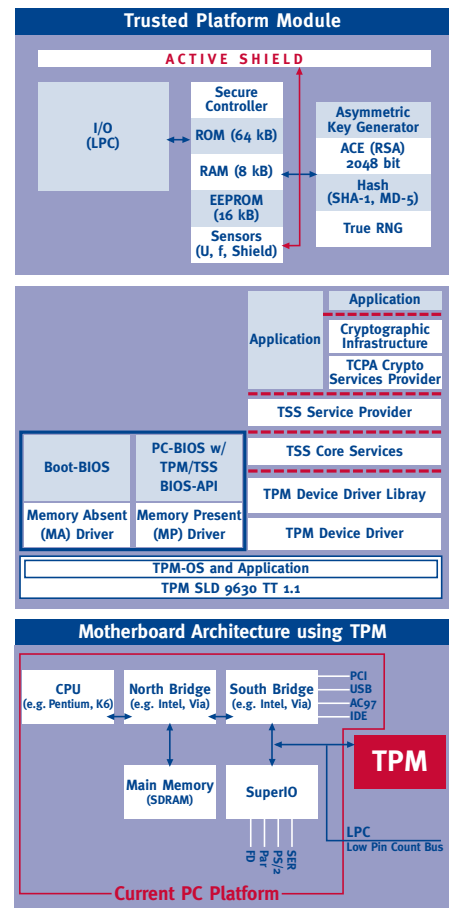 Trusted Platform Module
ACTIVE SHIELD
I/O
(LPC)
Secure
Controller
ROM (64 kB)
RAM (8 kB)
EEPROM
(16 kB)
Sensors
(U, f, Shield)
Asymmetric
Key Generator
ACE (RSA)
2048 bit
Hash
(SHA-1, MD-5)
True RNG
Application
Application
Cryptographic
Infrastructure
TCPA Crypto
Services Provider
TSS Service Provider
TSS Core Services
TPM Device Driver Libray
TPM Device Driver
Boot-BIOS
PC-BIOS w/
TPM/TSS
BIOS-API
Memory Absent
(MA) Driver
Memory Present
(MP) Driver
TPM-OS and Application
TPM SLD 9630 TT 1.1
Motherboard Architecture using TPM
CPU
(e.g. Pentium, K6)
North Bridge
(e.g. Intel, Via)
South Bridge
(e.g. Intel, Via)
PCI
USB
AC97
IDE
TPM
Main Memory
(SDRAM)
SuperIO
FD
Par
PS/2
SER
LPC
Low Pin Count Bus
Current PC Platform